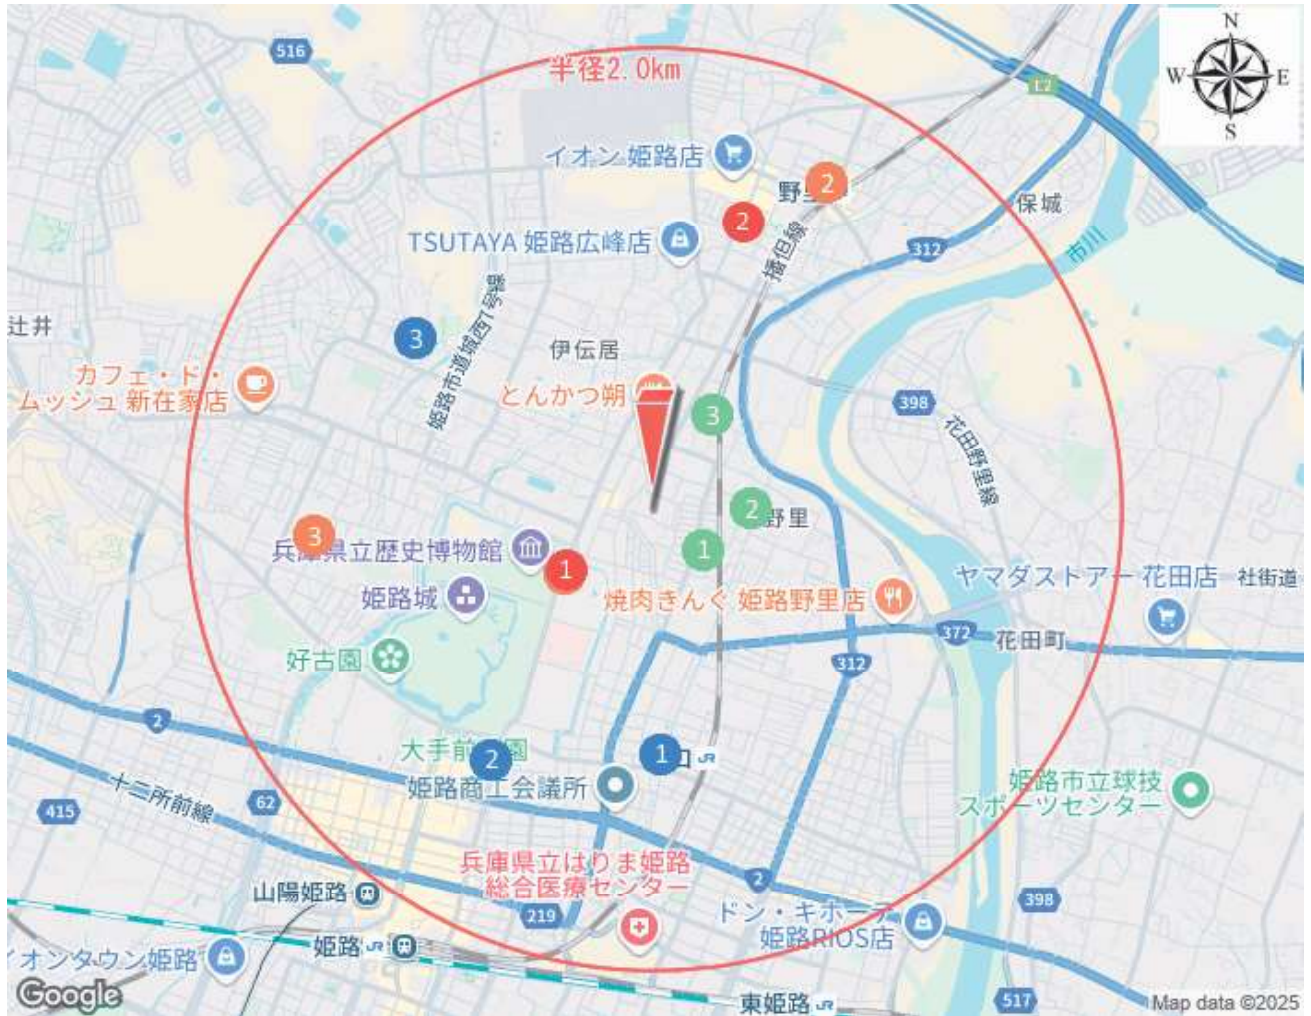 N
W
E
S
516
半径2.0km
L2
イオン 姫路店
野里
2
保城
2
TSUTAYA 姫路広峰店
播但線
312
市川
姫路市道城西1号線
辻井
3
伊伝居
カフェ・ド・
ムッシュ 新在家店
とんかつ朔
3
398
花田野里線
2
野里
3
兵庫県立歴史博物館
1
1
姫路城
焼肉きんぐ 姫路野里店
ヤマダストアー 花田店
社街道
372
花田町
好古園
312
2
大手前
園
2
1
口
JR
姫路商工会議所
姫路市立球技
スポーツセンター
十二所前線
62
415
兵庫県立はりま姫路
総合医療センター
2
山陽姫路
219
398
ドン・キホーテ
姫路RIOS店
姫路
JR
イオンタウン姫路
東姫路
JR
517
Google
Map data ©2025